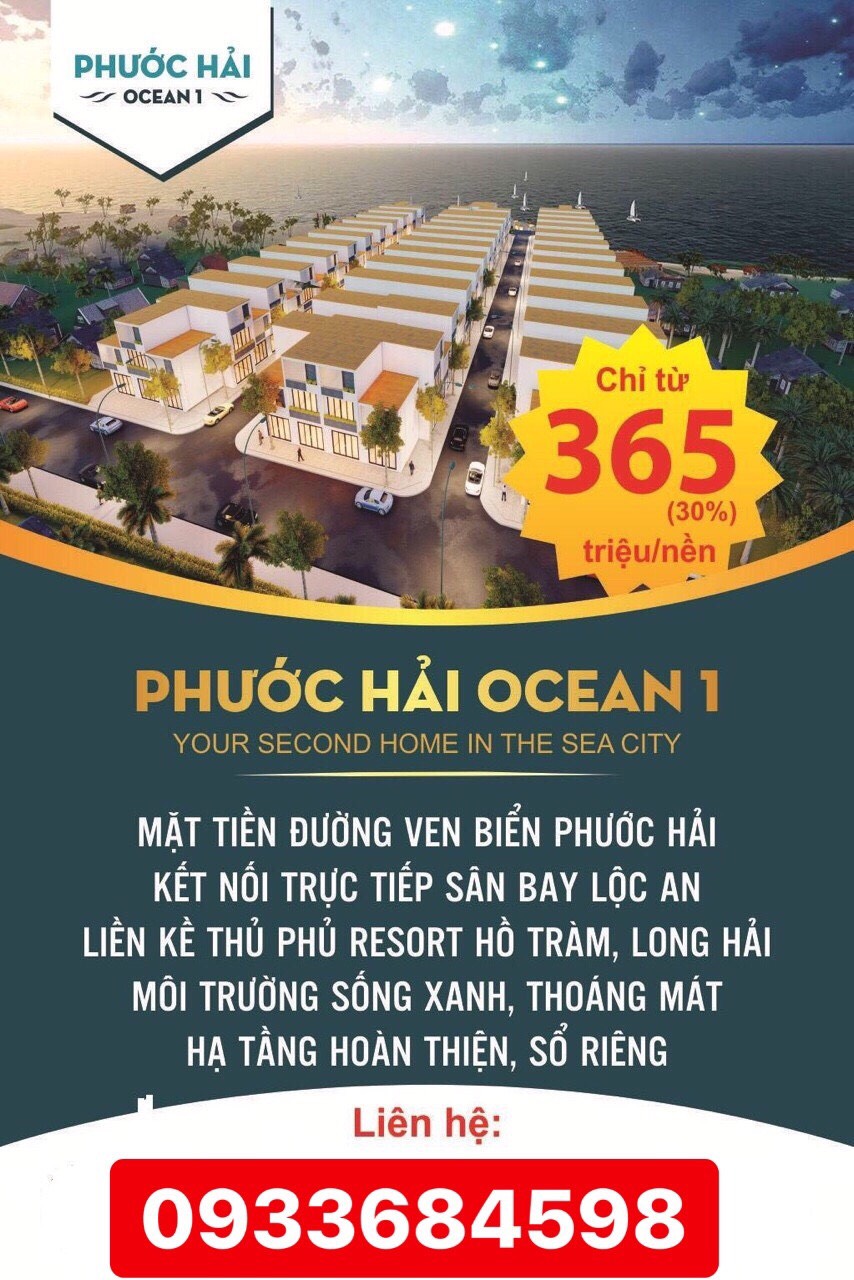 PHƯỚC HẢI
OCEAN 1
Chỉ từ
365
(30%)
triệu/nền
PHƯỚC HẢI OCEAN 1
YOUR SECOND HOME IN THE SEA CITY
MẶT TIỀN ĐƯỜNG VEN BIỂN PHƯỚC HẢI
KẾT NỐI TRỰC TIẾP SÂN BAY LỘC AN
LIỀN KỀ THỦ PHỦ RESORT HỒ TRÀM, LONG HẢI
MÔI TRƯỜNG SỐNG XANH, THOÁNG MÁT
HẠ TẦNG HOÀN THIỆN, SỔ RIÊNG
Liên hệ:
0933684598